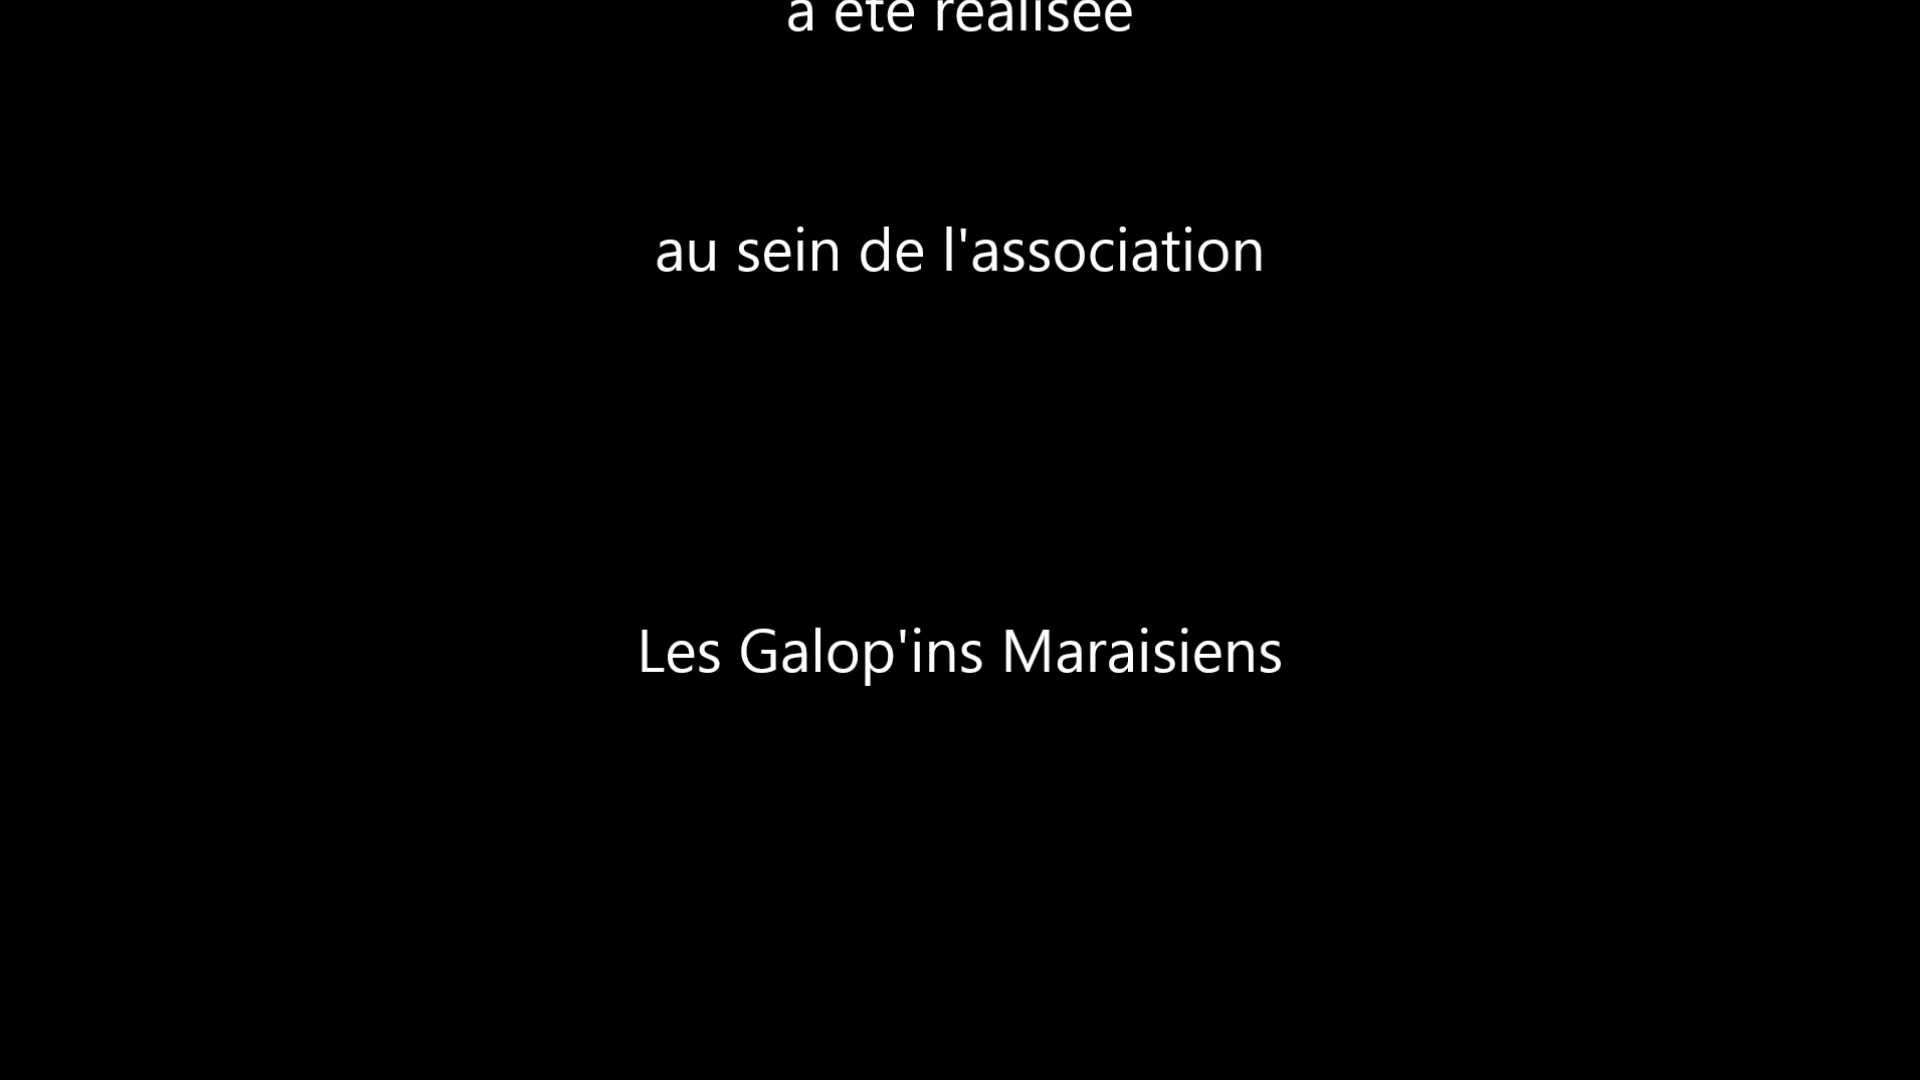 a été réalisée
au sein de l'association
Les Galop'ins Maraisiens